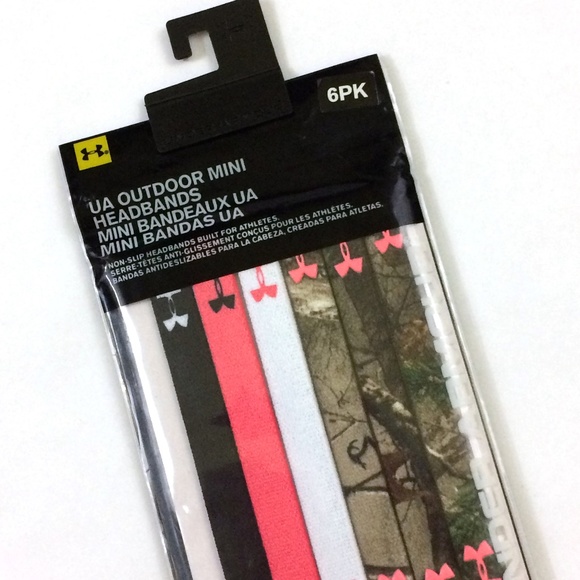 6PK
UA OUTDOOR MINI
HEADBANDS
MINI BANDEAUX UA
MINI BANDAS UA
NON-SLIP HEADBANDS BUILT FOR ATHLETES.
SERRE-TÊTES ANTI-GLISSEMENT CONÇUS POUR LES ATHLÈTES.
BANDAS ANTIDESLIZABLES PARA LA CABEZA, CREADAS PARA ATLETAS.